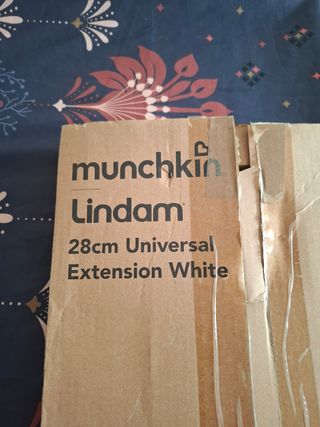 munchkin
Lindam
28cm Universal
Extension White